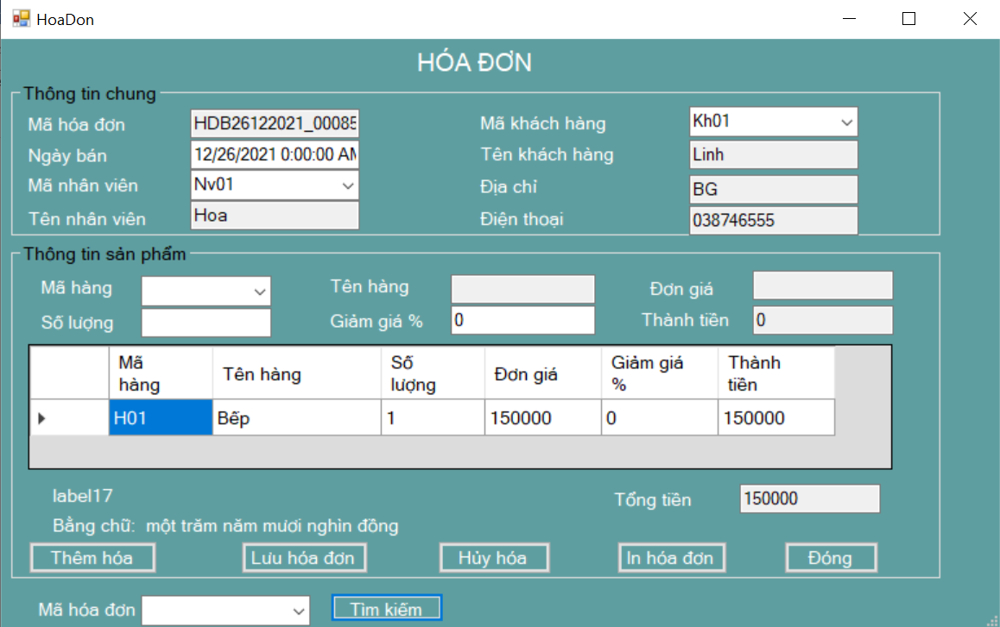 HoaDon
HÓA ĐƠN
Thông tin chung
Mã hóa đơn HDB26122021_00085 Mã khách hàng Kh01
Ngày bán 12/26/2021 0:00:00 AM Tên khách hàng Linh
Mã nhân viên Nv01 Địa chỉ BG
Tên nhân viên Hoa Điện thoại 038746555
Thông tin sản phẩm
Mã hàng Tên hàng Đơn giá
Số lượng Giảm giá % 0 Thành tiền 0
Mã hàng Tên hàng Số lượng Đơn giá Giảm giá % Thành tiền
H01 Bếp 1 150000 0 150000
label17 Tổng tiền 150000
Bằng chữ: một trăm năm mươi nghìn đồng
Thêm hóa Lưu hóa đơn Hủy hóa In hóa đơn Đóng
Mã hóa đơn Tìm kiếm